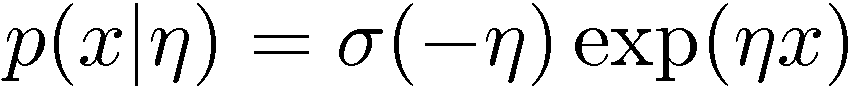 p(x|η) = σ(−η) exp(ηx)